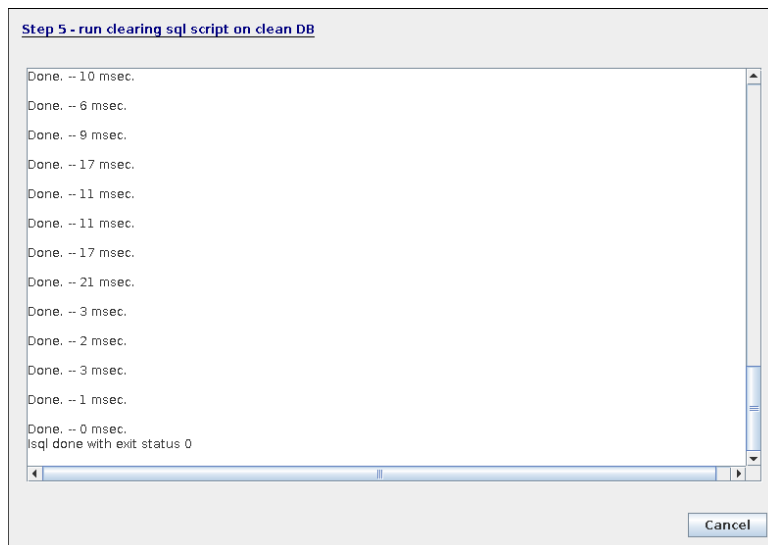 Step 5 - run clearing sql script on clean DB
Done. -- 10 msec.
Done. -- 6 msec.
Done. -- 9 msec.
Done. -- 17 msec.
Done. -- 11 msec.
Done. -- 11 msec.
Done. -- 17 msec.
Done. -- 21 msec.
Done. -- 3 msec.
Done. -- 2 msec.
Done. -- 3 msec.
Done. -- 1 msec.
Done. -- 0 msec.
Isql done with exit status 0
Cancel